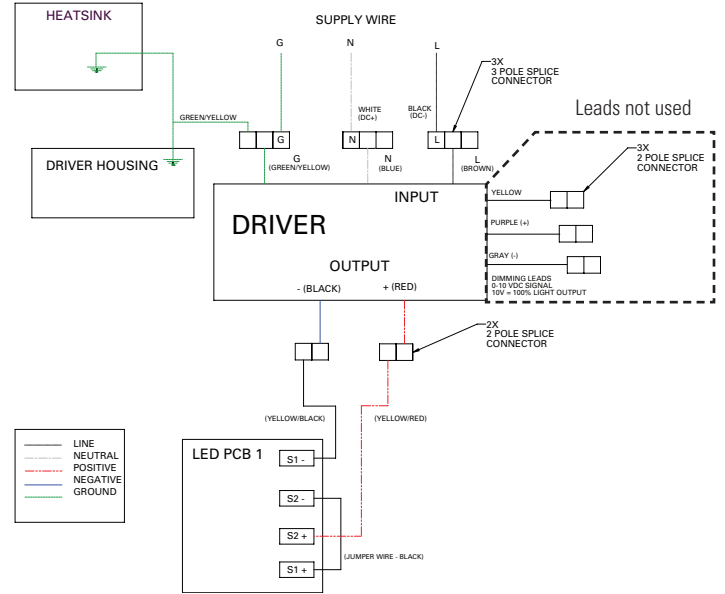 HEATSINK
SUPPLY WIRE
G
N
L
3X
3 POLE SPLICE
CONNECTOR
Leads not used
GREEN/YELLOW
WHITE
(DC+)
BLACK
(DC-)
G
N
L
3X
2 POLE SPLICE
CONNECTOR
DRIVER HOUSING
G
(GREEN/YELLOW)
N
(BLUE)
L
(BROWN)
INPUT
YELLOW
DRIVER
PURPLE (+)
GRAY (-)
OUTPUT
DIMMING LEADS
0-10 VDC SIGNAL
10V = 100% LIGHT OUTPUT
- (BLACK)
+ (RED)
2X
2 POLE SPLICE
CONNECTOR
(YELLOW/BLACK)
(YELLOW/RED)
LINE
NEUTRAL
POSITIVE
NEGATIVE
GROUND
LED PCB 1
S1 -
S2 -
S2 +
(JUMPER WIRE - BLACK)
S1 +